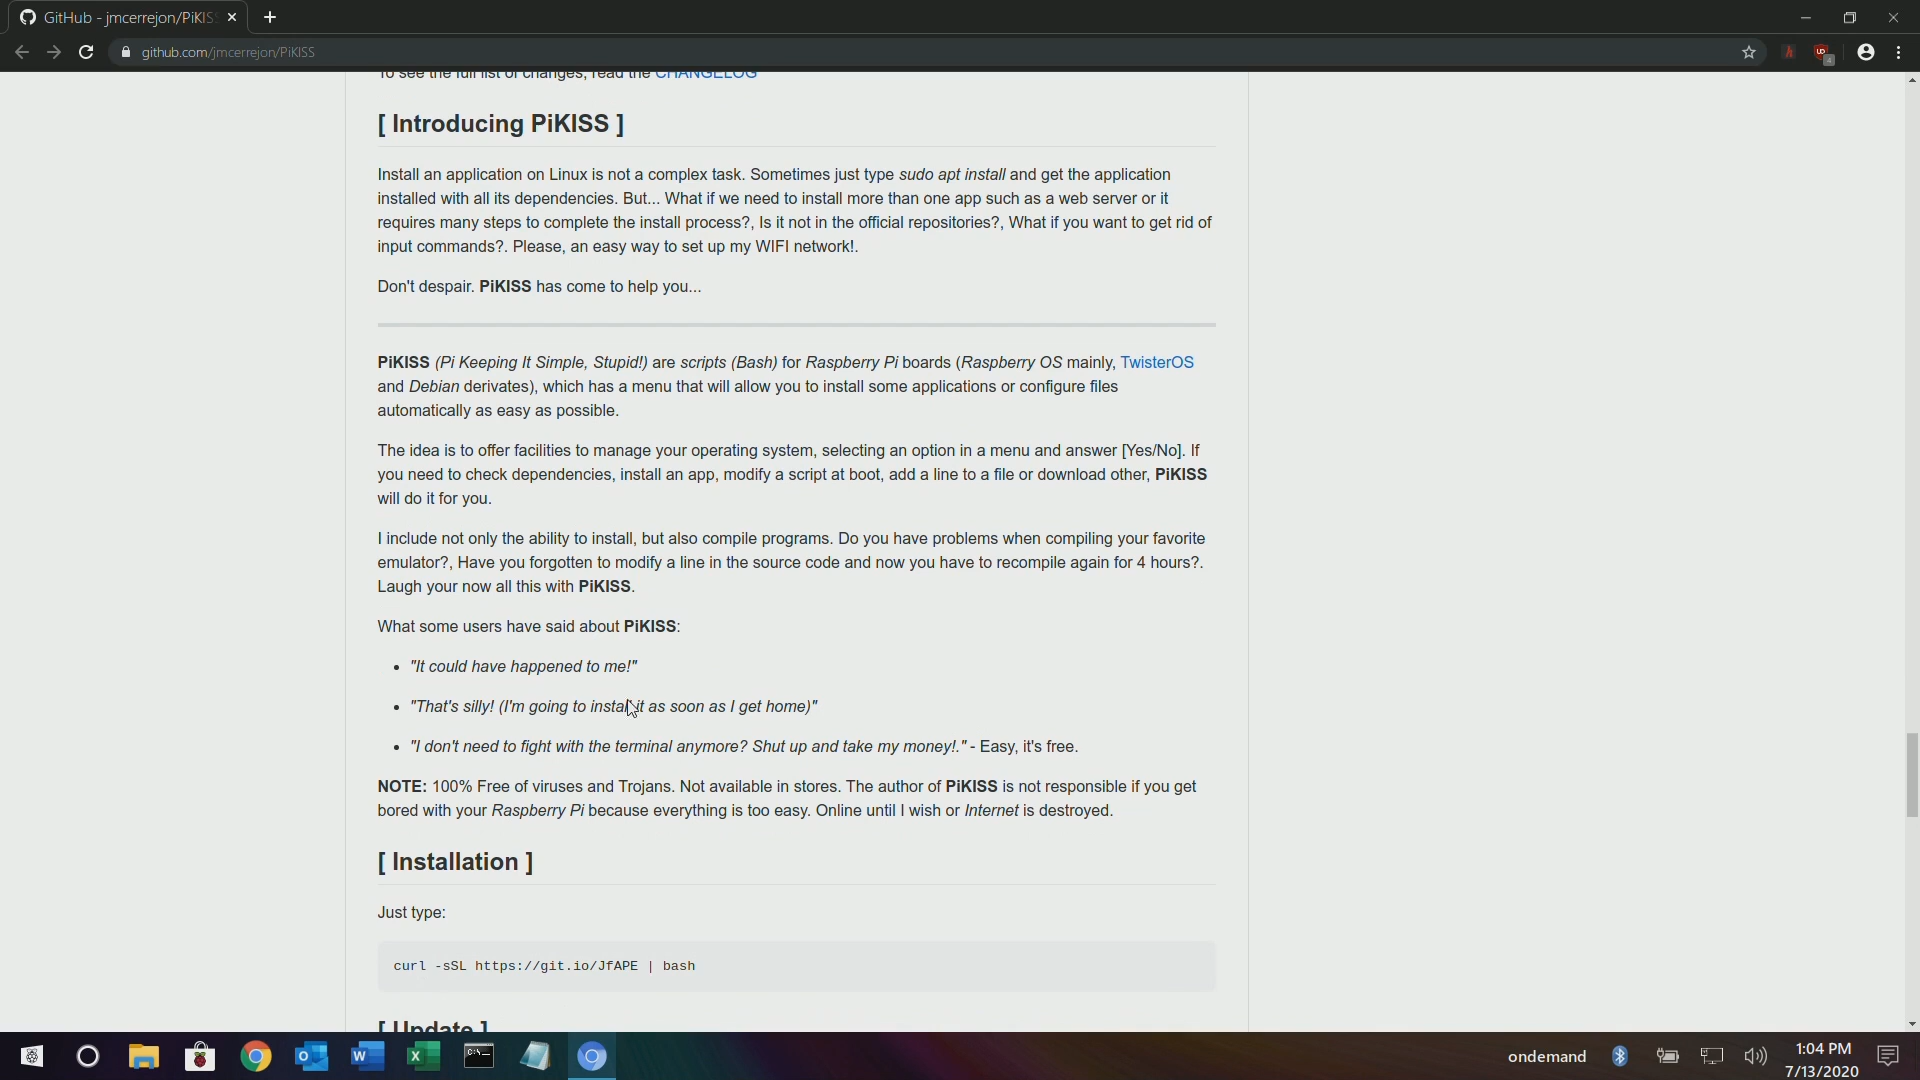 GitHub - jmcerrejon/PiKISS
github.com/jmcerrejon/PiKISS
4
To see the full list of changes, read the CHANGELOG
[ Introducing PiKISS ]
Install an application on Linux is not a complex task. Sometimes just type sudo apt install and get the application
installed with all its dependencies. But... What if we need to install more than one app such as a web server or it
requires many steps to complete the install process?, Is it not in the official repositories?, What if you want to get rid of
input commands?. Please, an easy way to set up my WIFI network!.
Don't despair. PiKISS has come to help you...
PiKISS (Pi Keeping It Simple, Stupid!) are scripts (Bash) for Raspberry Pi boards (Raspberry OS mainly, TwisterOS
and Debian derivates), which has a menu that will allow you to install some applications or configure files
automatically as easy as possible.
The idea is to offer facilities to manage your operating system, selecting an option in a menu and answer [Yes/No]. If
you need to check dependencies, install an app, modify a script at boot, add a line to a file or download other, PiKISS
will do it for you.
I include not only the ability to install, but also compile programs. Do you have problems when compiling your favorite
emulator?, Have you forgotten to modify a line in the source code and now you have to recompile again for 4 hours?.
Laugh your now all this with PiKISS.
What some users have said about PiKISS:
• "It could have happened to me!"
• "That's silly! (I'm going to install it as soon as I get home)"
• "I don't need to fight with the terminal anymore? Shut up and take my money!." - Easy, it's free.
NOTE: 100% Free of viruses and Trojans. Not available in stores. The author of PiKISS is not responsible if you get
bored with your Raspberry Pi because everything is too easy. Online until I wish or Internet is destroyed.
[ Installation ]
Just type:
curl -sSL https://git.io/JfAPE | bash
[ Update ]
ondemand
1:04 PM
7/13/2020